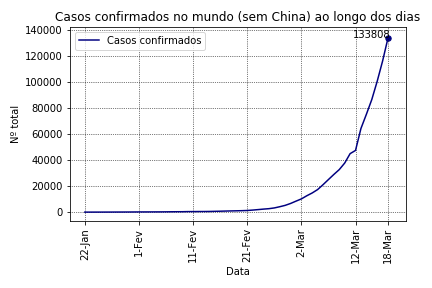 Casos confirmados no mundo (sem China) ao longo dos dias
133808
Casos confirmados
140000
120000
100000
80000
60000
40000
20000
0
Nº total
22-Jan
1-Fev
11-Fev
21-Fev
2-Mar
12-Mar
18-Mar
Data